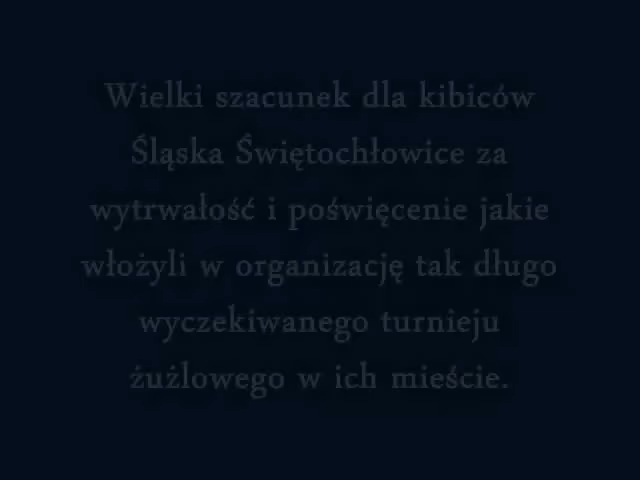 Wielki szacunek dla kibiców
Śląska Świętochłowice za
wytrwałość i poświęcenie jakie
włożyli w organizację tak długo
wyczekiwanego turnieju
żużlowego w ich mieście.